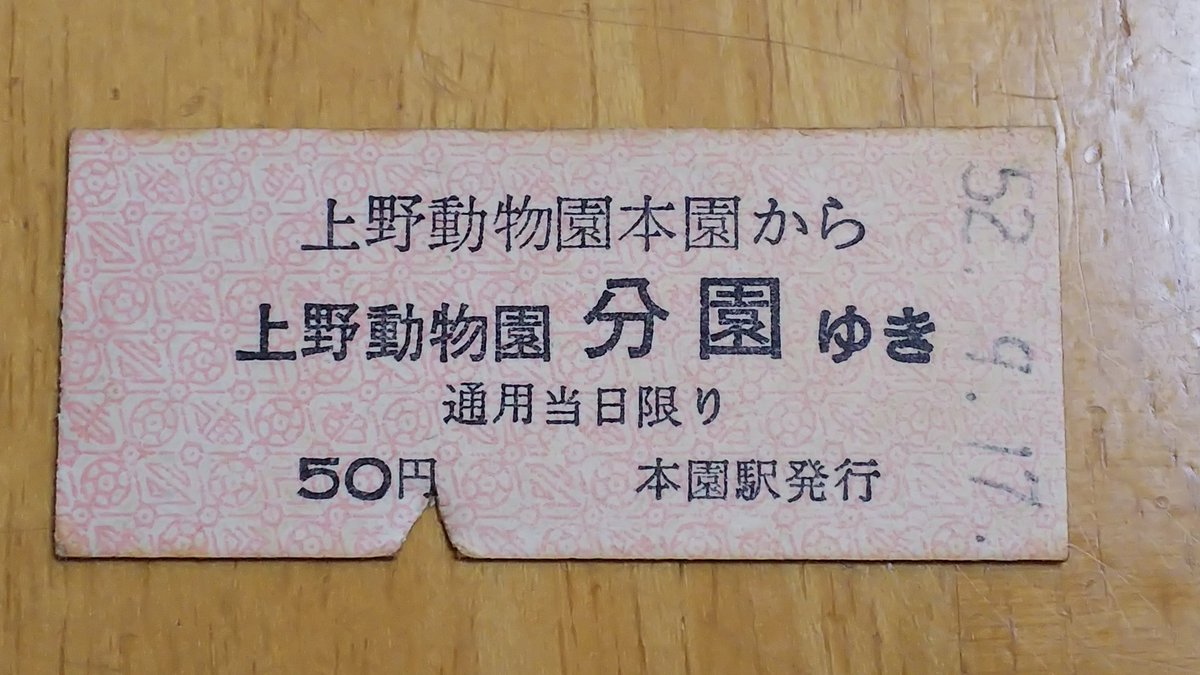 上野動物園本園から
上野動物園 分園 ゆき
通用当日限り
50円 本園駅発行
52. 9. 17.